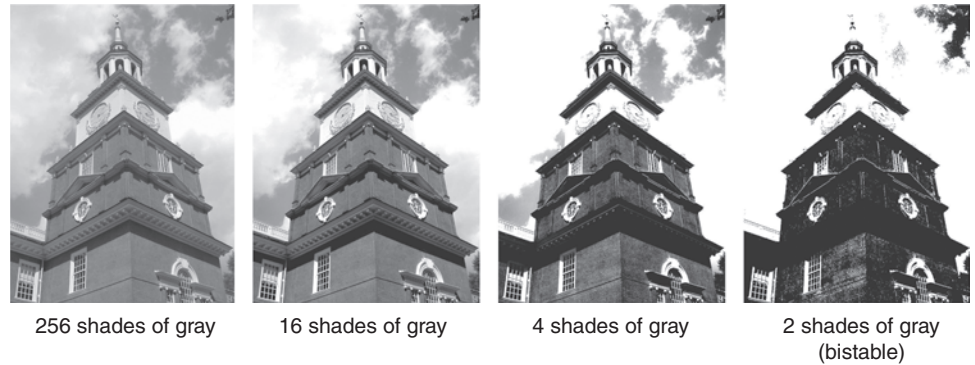 256 shades of gray
16 shades of gray
4 shades of gray
2 shades of gray
(bistable)